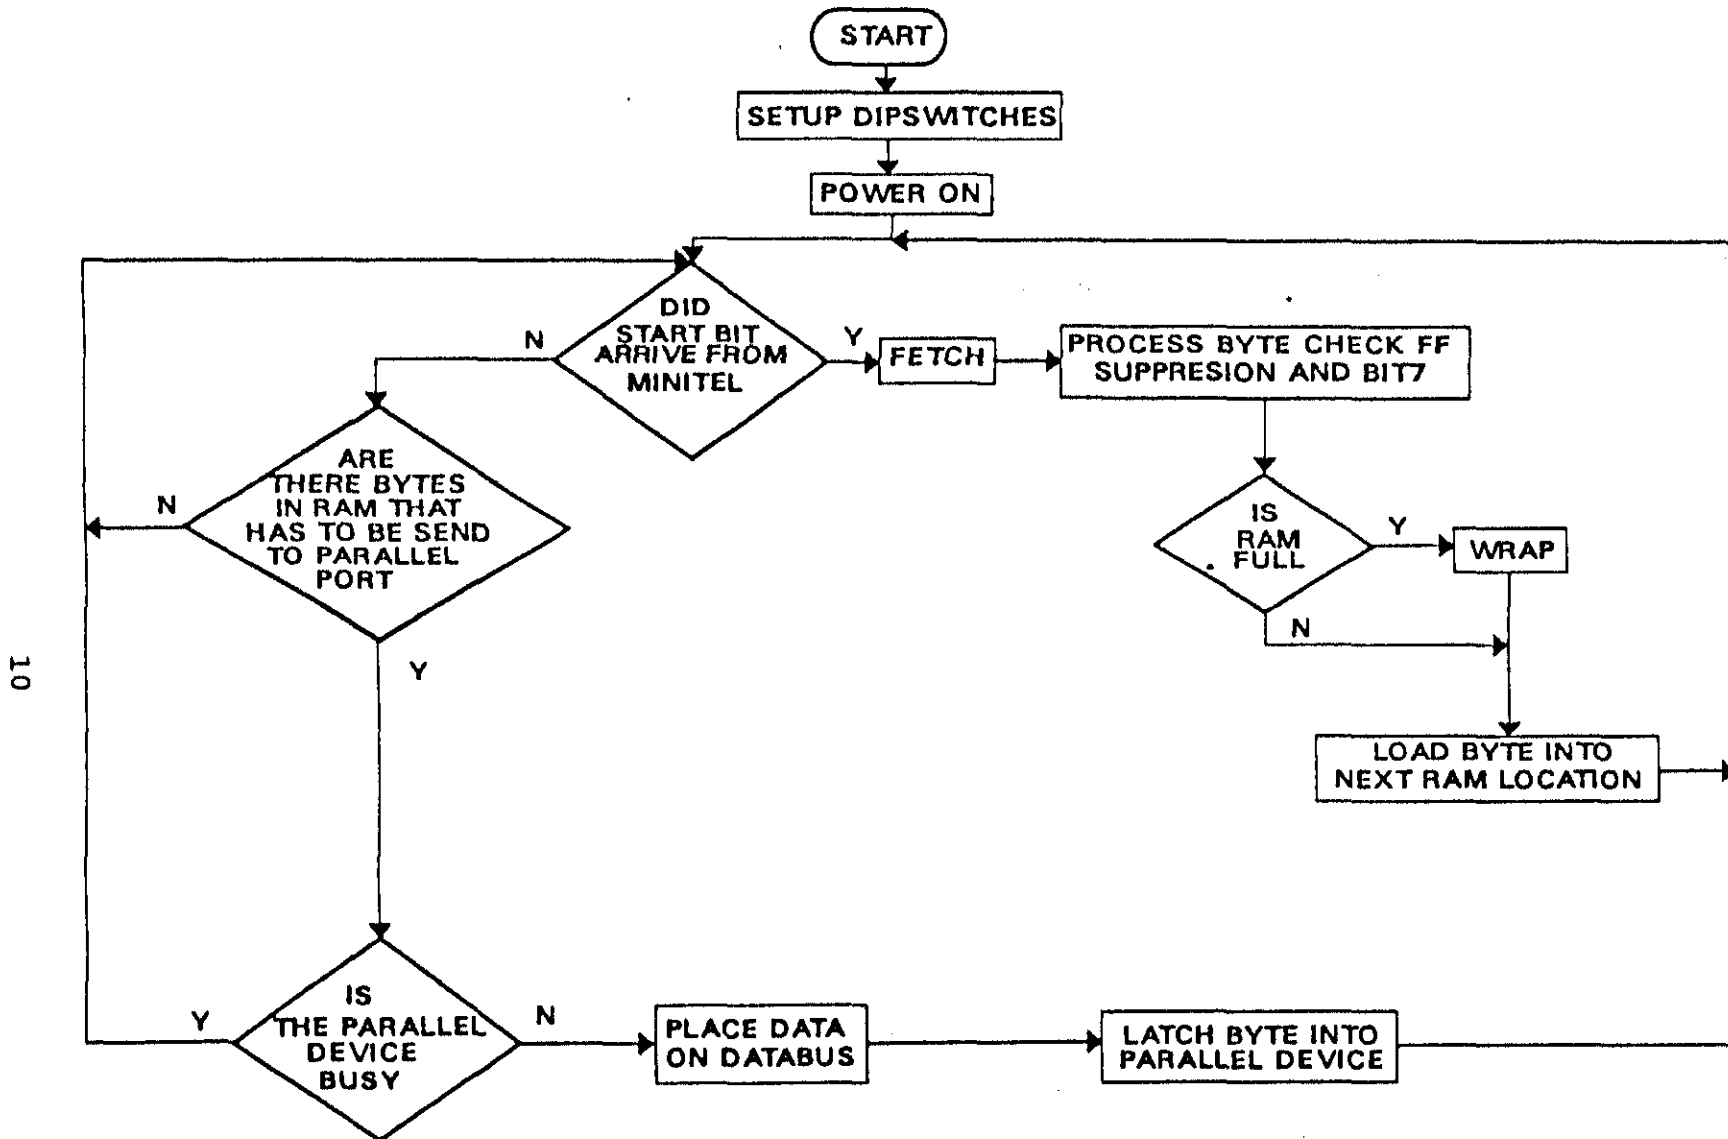 START
SETUP DIPSWITCHES
POWER ON
DID
START BIT
ARRIVE FROM
MINITEL
N
Y
FETCH
PROCESS BYTE CHECK FF
SUPPRESION AND BIT7
ARE
THERE BYTES
IN RAM THAT
HAS TO BE SEND
TO PARALLEL
PORT
N
Y
IS
RAM
FULL
Y
WRAP
N
LOAD BYTE INTO
NEXT RAM LOCATION
10
IS
THE PARALLEL
DEVICE
BUSY
Y
N
PLACE DATA
ON DATABUS
LATCH BYTE INTO
PARALLEL DEVICE